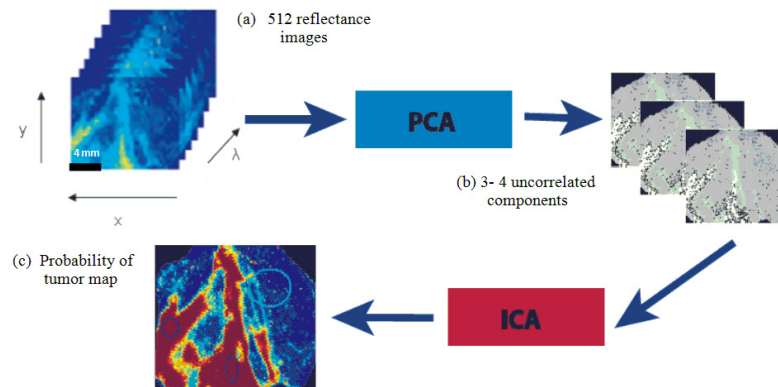 (a) 512 reflectance
images
y
4 mm
λ
x
PCA
(b) 3- 4 uncorrelated
components
(c) Probability of
tumor map
ICA